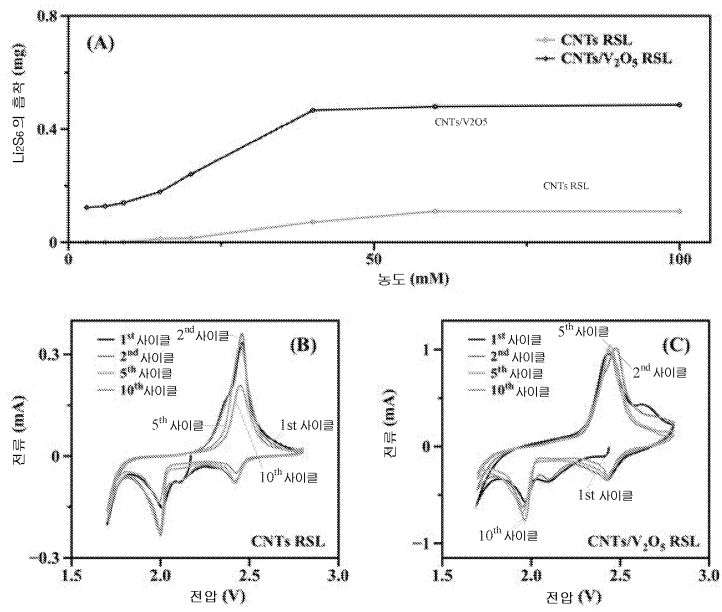 (A)
CNTs RSL
CNTs/V₂O₅ RSL
CNTs/V2O5
CNTs RSL
0.8
0.4
0
Li₂S₆ 의 흡착 (mg)
0
50
100
농도 (mM)
(B)
1st 사이클
2nd 사이클
5th 사이클
10th 사이클
2nd 사이클
5th 사이클
1st 사이클
10th 사이클
CNTs RSL
0.3
0
−0.3
전류 (mA)
1.5
2.0
2.5
3.0
전압 (V)
(C)
1st 사이클
2nd 사이클
5th 사이클
10th 사이클
5th 사이클
2nd 사이클
1st 사이클
10th 사이클
CNTs/V₂O₅ RSL
1
0
−1
전류 (mA)
1.5
2.0
2.5
3.0
전압 (V)